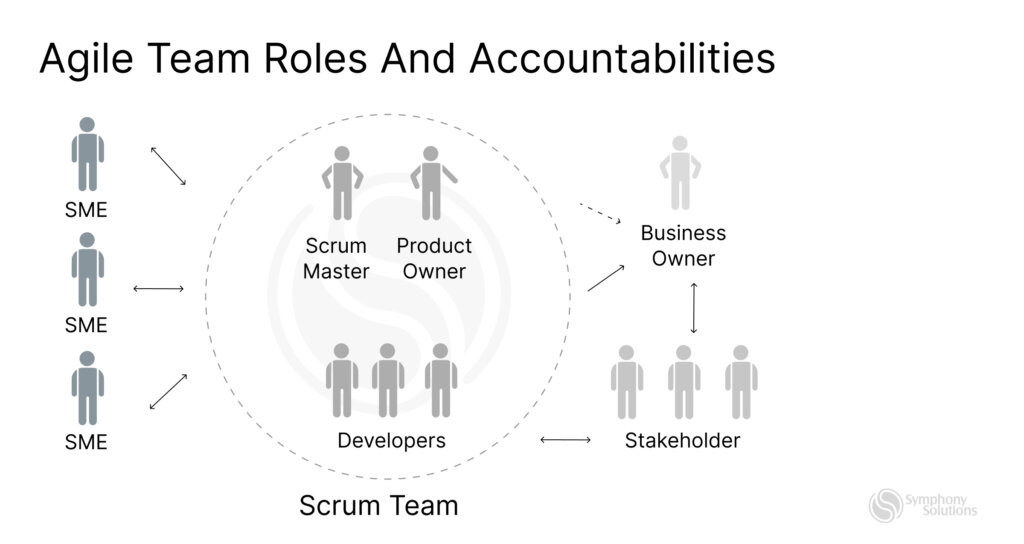 Agile Team Roles And Accountabilities
SME
SME
SME
Scrum
Master
Product
Owner
Developers
Scrum Team
Business
Owner
Stakeholder
Symphony
Solutions